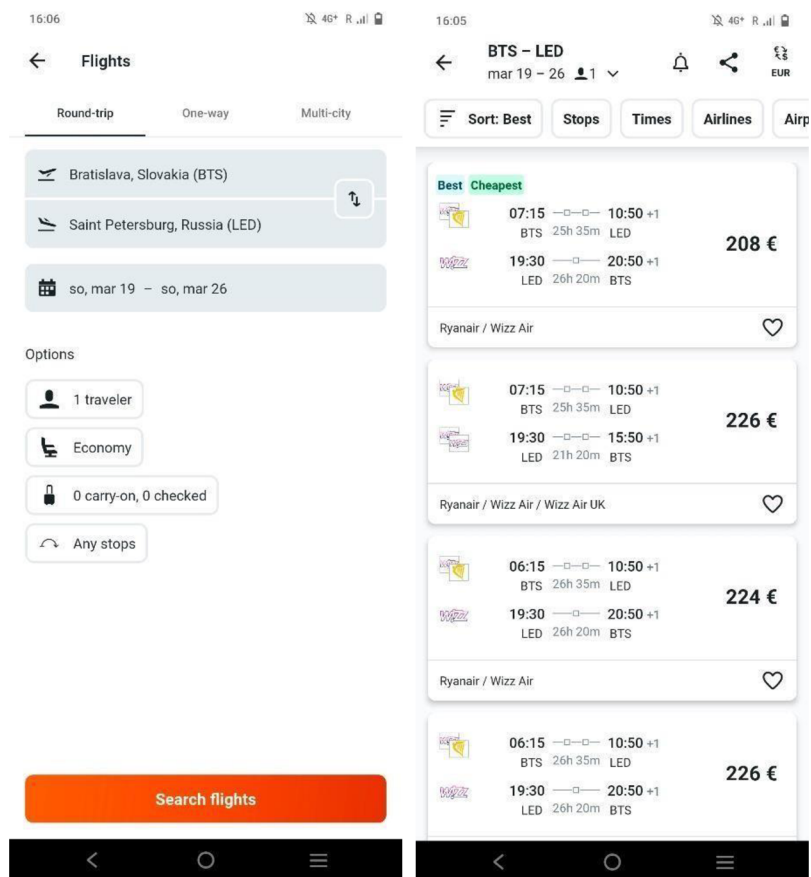 16:06
4G+ R
Flights
Round-trip
One-way
Multi-city
Bratislava, Slovakia (BTS)
Saint Petersburg, Russia (LED)
so, mar 19 – so, mar 26
Options
1 traveler
Economy
0 carry-on, 0 checked
Any stops
Search flights
16:05
4G+ R
BTS – LED
mar 19 – 26 1
EUR
Sort: Best
Stops
Times
Airlines
Airp
Best Cheapest
07:15 10:50 +1
BTS 25h 35m LED
208 €
WIZZ 19:30 20:50 +1
LED 26h 20m BTS
Ryanair / Wizz Air
07:15 10:50 +1
BTS 25h 35m LED
226 €
19:30 15:50 +1
LED 21h 20m BTS
Ryanair / Wizz Air / Wizz Air UK
06:15 10:50 +1
BTS 26h 35m LED
224 €
WIZZ 19:30 20:50 +1
LED 26h 20m BTS
Ryanair / Wizz Air
06:15 10:50 +1
BTS 26h 35m LED
226 €
WIZZ 19:30 20:50 +1
LED 26h 20m BTS